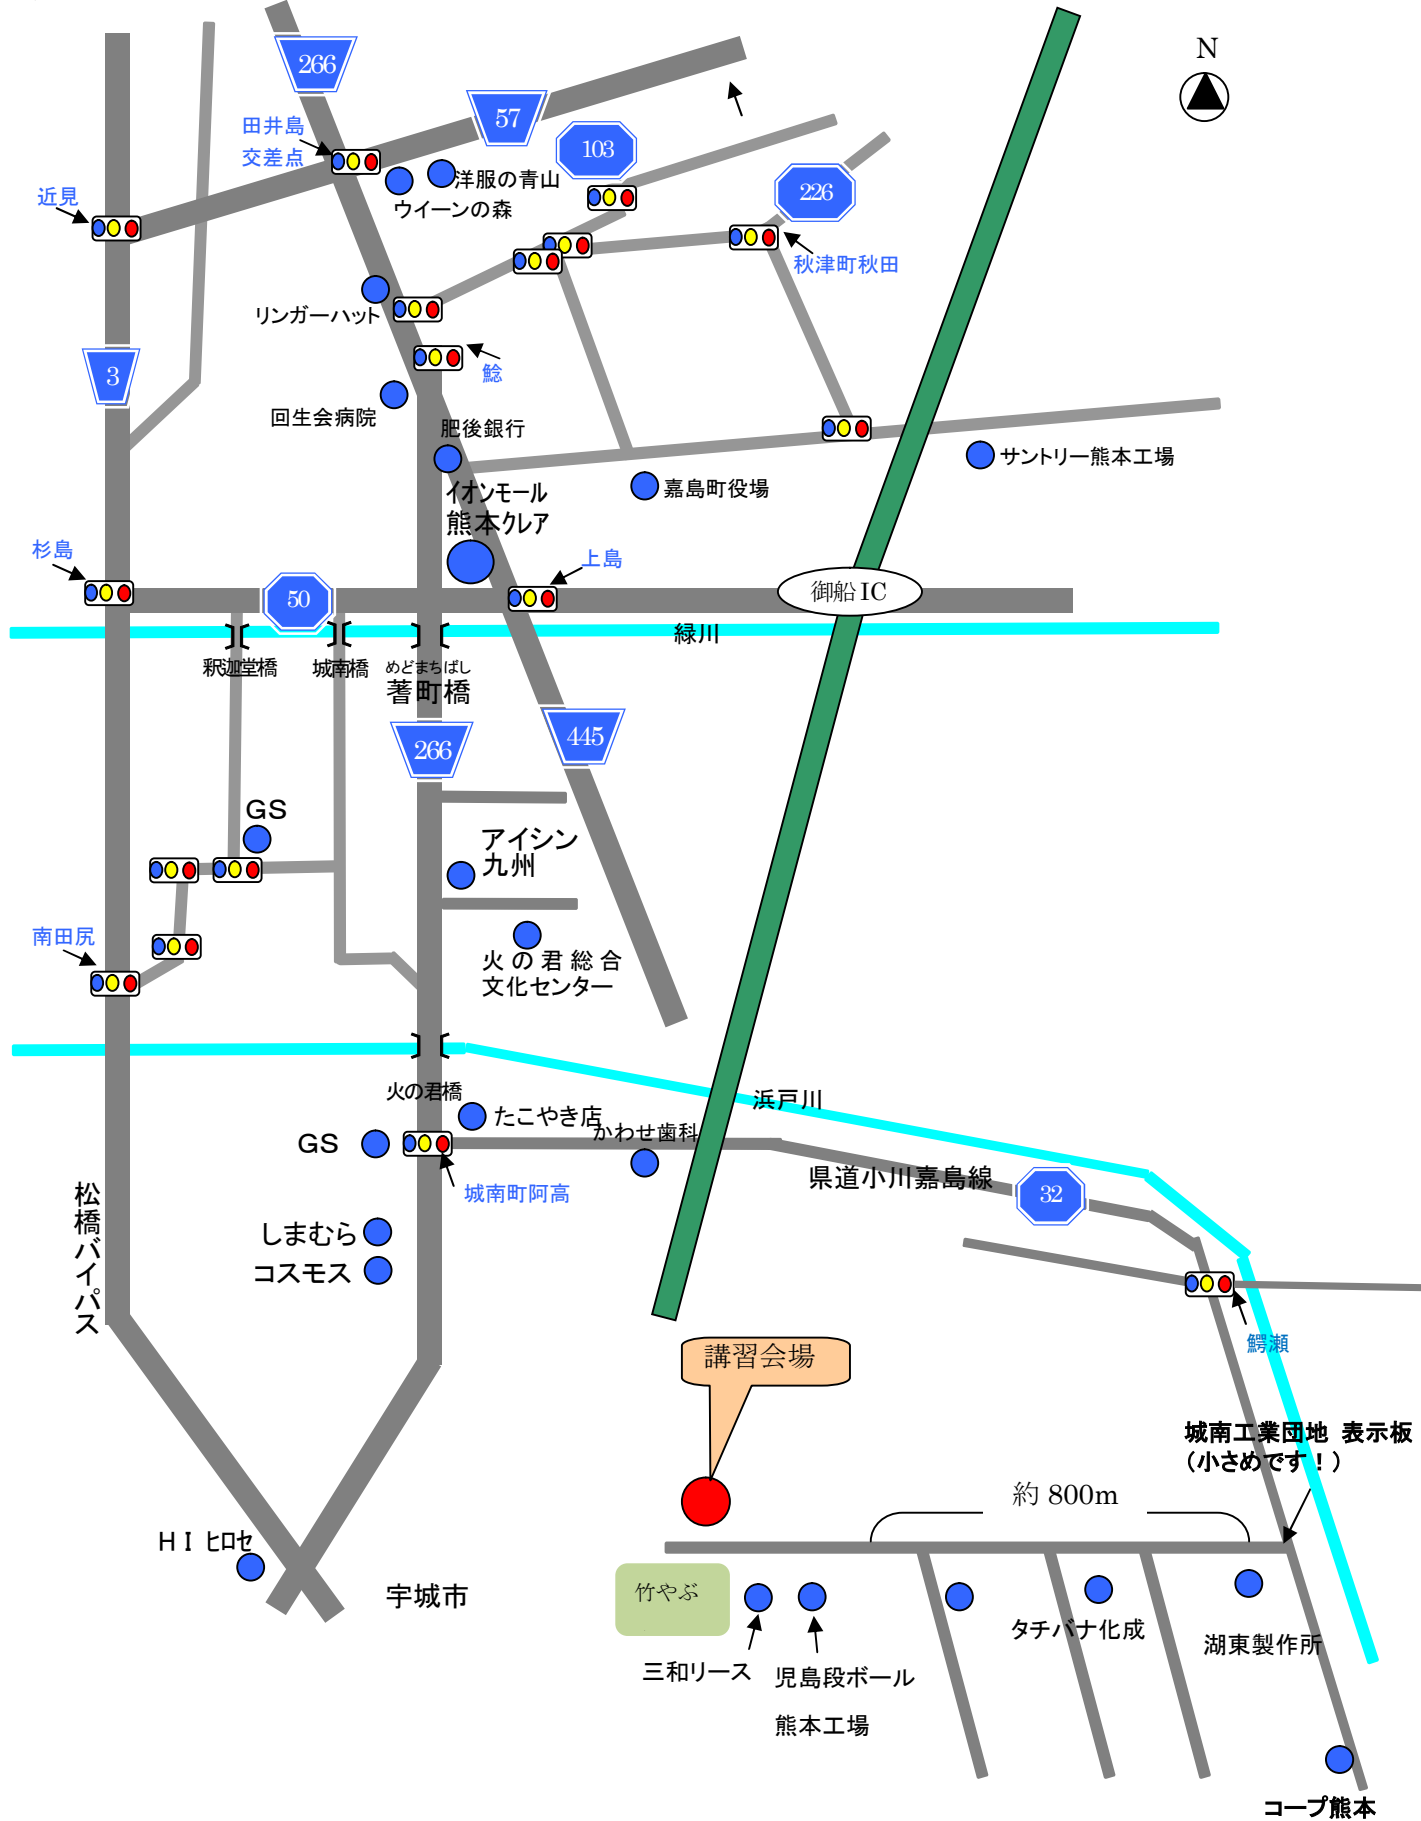 N
266
57
103
226
田井島
交差点
洋服の青山
ウイーンの森
近見
秋津町秋田
リンガーハット
鯰
3
回生会病院
肥後銀行
サントリー熊本工場
嘉島町役場
イオンモール
熊本クレア
杉島
上島
50
御船 IC
緑川
釈迦堂橋
城南橋
めどまちばし
蓍町橋
266
445
GS
アイシン
九州
南田尻
火の君総合
文化センター
火の君橋
浜戸川
たこやき店
かわせ歯科
GS
城南町阿高
県道小川嘉島線
32
松橋バイパス
しまむら
コスモス
鰐瀬
講習会場
城南工業団地 表示板
（小さめです！）
約 800m
HI ヒロセ
宇城市
竹やぶ
タチバナ化成
湖東製作所
三和リース
児島段ボール
熊本工場
コープ熊本